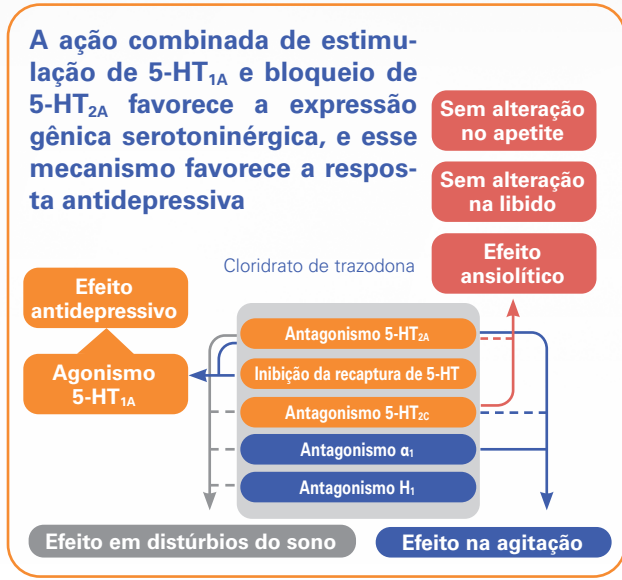 A ação combinada de estimu-
lação de 5-HT1A e bloqueio de
5-HT2A favorece a expressão
gênica serotoninérgica, e esse
mecanismo favorece a respos-
ta antidepressiva
Sem alteração
no apetite
Sem alteração
na libido
Efeito
ansiolítico
Cloridrato de trazodona
Efeito
antidepressivo
Agonismo
5-HT1A
Antagonismo 5-HT2A
Inibição da recaptura de 5-HT
Antagonismo 5-HT2C
Antagonismo α1
Antagonismo H1
Efeito em distúrbios do sono
Efeito na agitação